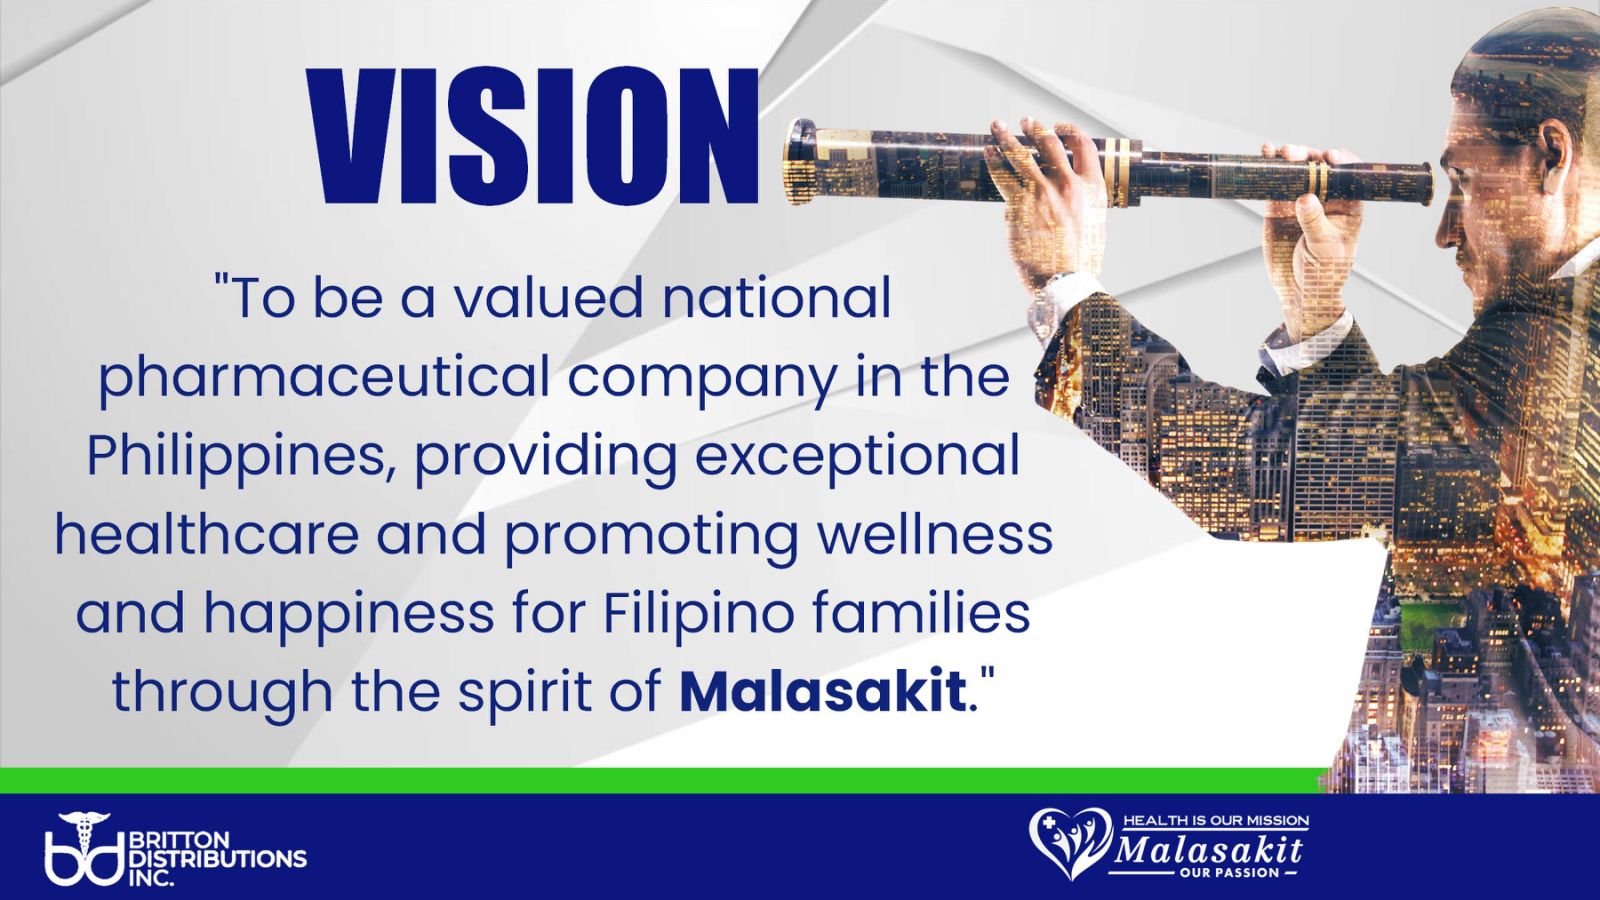 VISION
"To be a valued national
pharmaceutical company in the
Philippines, providing exceptional
healthcare and promoting wellness
and happiness for Filipino families
through the spirit of Malasakit."
bd BRITTON
DISTRIBUTIONS
INC.
HEALTH IS OUR MISSION
Malasakit
OUR PASSION